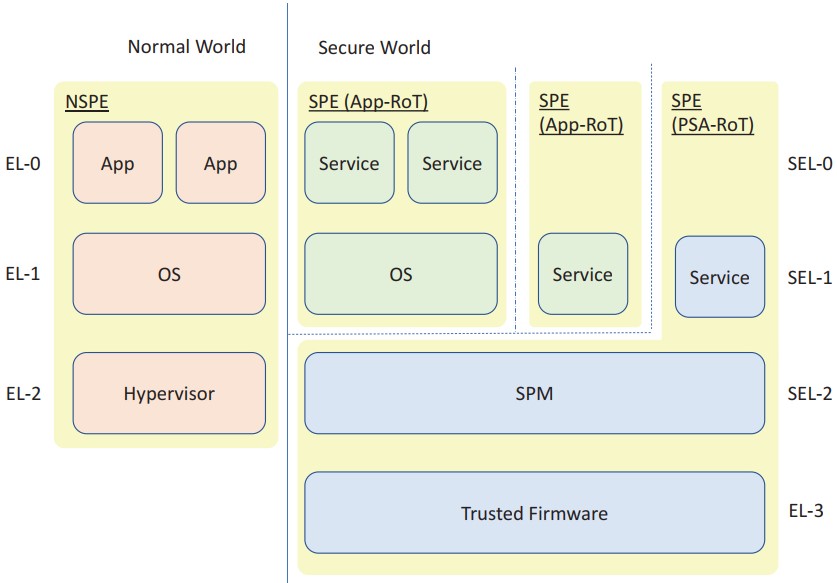 Normal World
Secure World
NSPE
SPE (App-RoT)
SPE
(App-RoT)
SPE
(PSA-RoT)
EL-0
App
App
Service
Service
SEL-0
EL-1
OS
OS
Service
Service
SEL-1
EL-2
Hypervisor
SPM
SEL-2
Trusted Firmware
EL-3